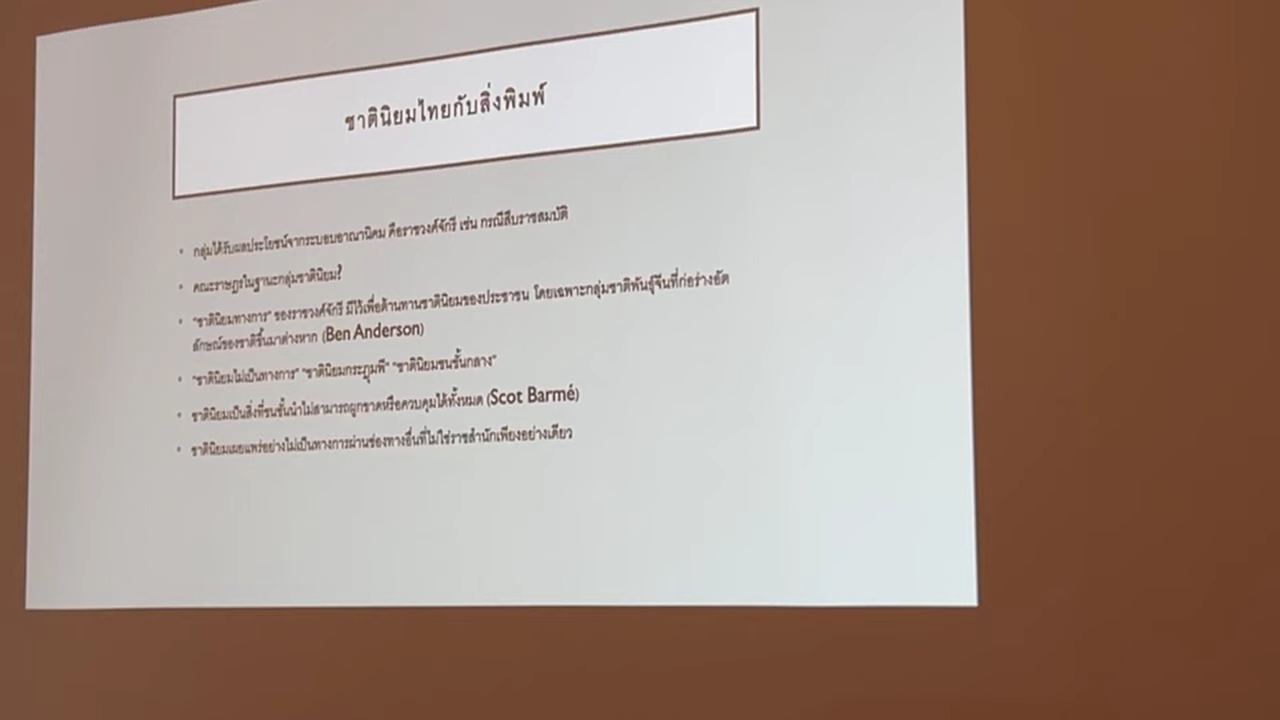 ชาตินิยมไทยกับสิ่งพิมพ์
• กลุ่มได้รับผลประโยชน์จากระบอบอาณานิคม คือราชวงศ์จักรี เช่น กรณีสืบราชสมบัติ
• คณะราษฎรในฐานะกลุ่มชาตินิยม?
• “ชาตินิยมทางการ” ของราชวงศ์จักรี มีไว้เพื่อต้านทานชาตินิยมของประชาชน โดยเฉพาะกลุ่มชาติพันธุ์จีนที่ก่อร่างอัต
ลักษณ์ของชาติขึ้นมาต่างหาก (Ben Anderson)
• “ชาตินิยมไม่เป็นทางการ” “ชาตินิยมกระฎุมพี” “ชาตินิยมชนชั้นกลาง”
• ชาตินิยมเป็นสิ่งที่ชนชั้นนำไม่สามารถผูกขาดหรือควบคุมได้ทั้งหมด (Scot Barmé)
• ชาตินิยมเผยแพร่อย่างไม่เป็นทางการผ่านช่องทางอื่นที่ไม่ใช่ราชสำนักเพียงอย่างเดียว